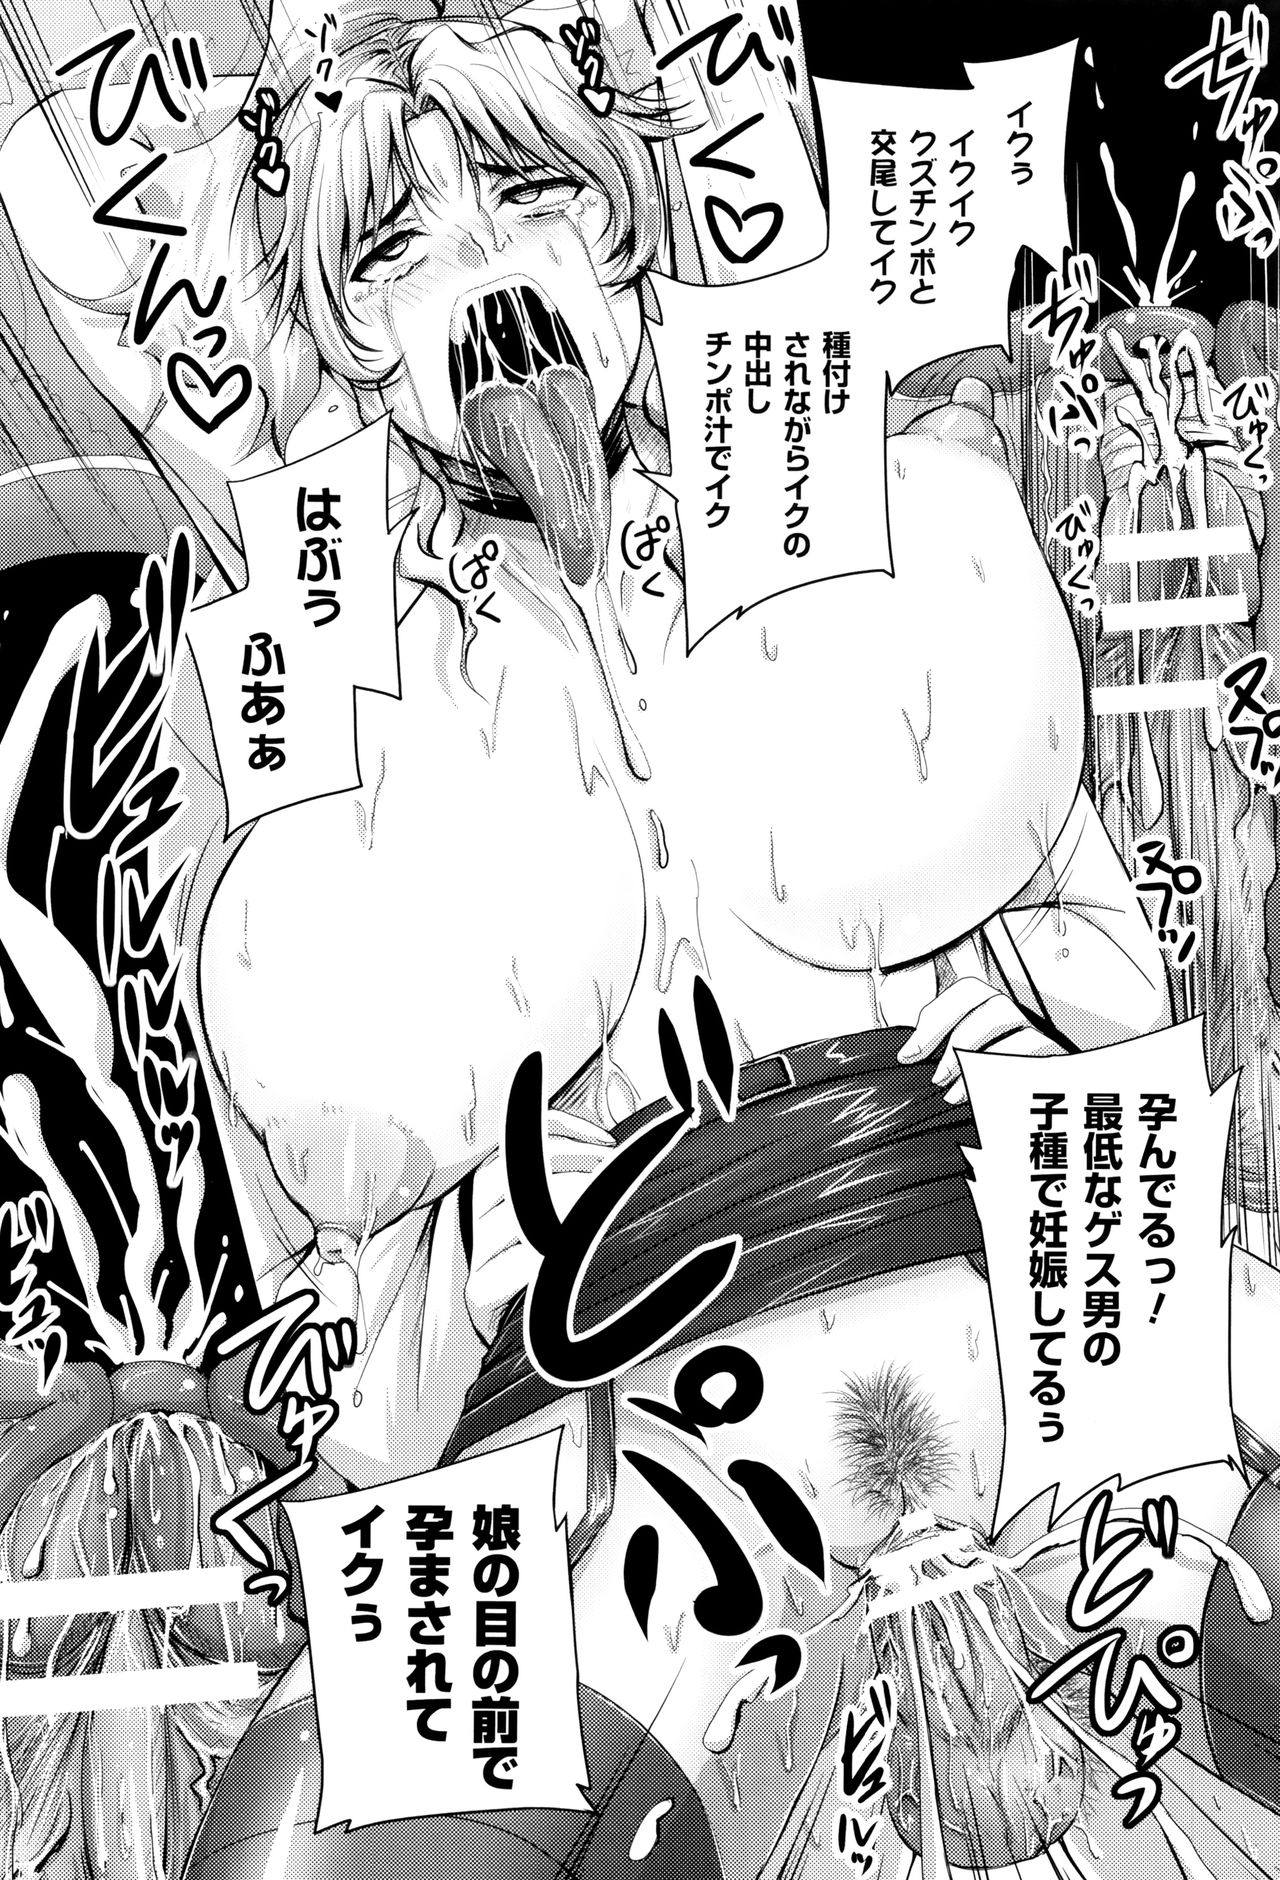 イクぅ
イクイク
クズチンポと
交尾してイク
種付け
されながらイクの
中出し
チンポ汁でイク
はぶぅ
ふあぁ
孕んでるっ!
最低なゲス男の
子種で妊娠してるぅ
娘の目の前で
孕まされて
イクぅ
びく♡
びくんっ♡
ゾクゾク♡
ゾクゾク♡
ぱく
ぱく
ぢゅぷっ
ぢゅぷっ
びゅくっ
びゅくっ
ヌプッ
ヌプッ
どぷっ
どぴゅっ
びゅくっ